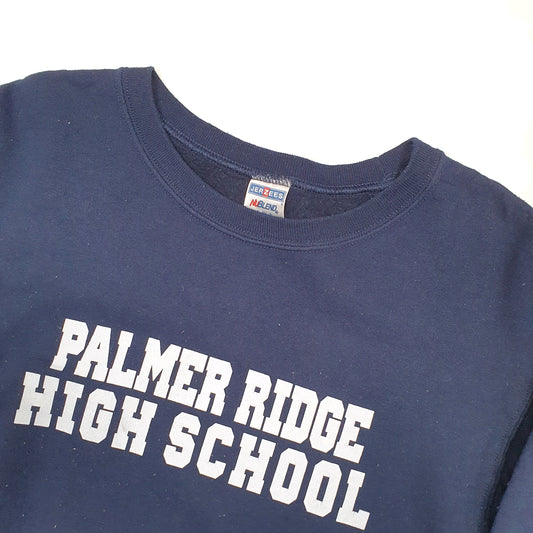 JERZEES
NUBLEND
PALMER RIDGE
HIGH SCHOOL